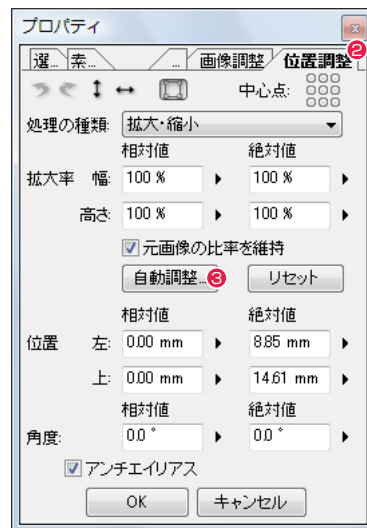 プロパティ
選... 素... ... 画像調整 位置調整 2
中心点:
処理の種類: 拡大・縮小
相対値 絶対値
拡大率 幅: 100 % 100 %
高さ: 100 % 100 %
元画像の比率を維持
自動調整... 3 リセット
相対値 絶対値
位置 左: 0.00 mm 8.85 mm
上: 0.00 mm 14.61 mm
相対値 絶対値
角度: 0.0 ° 0.0 °
アンチエイリアス
OK キャンセル